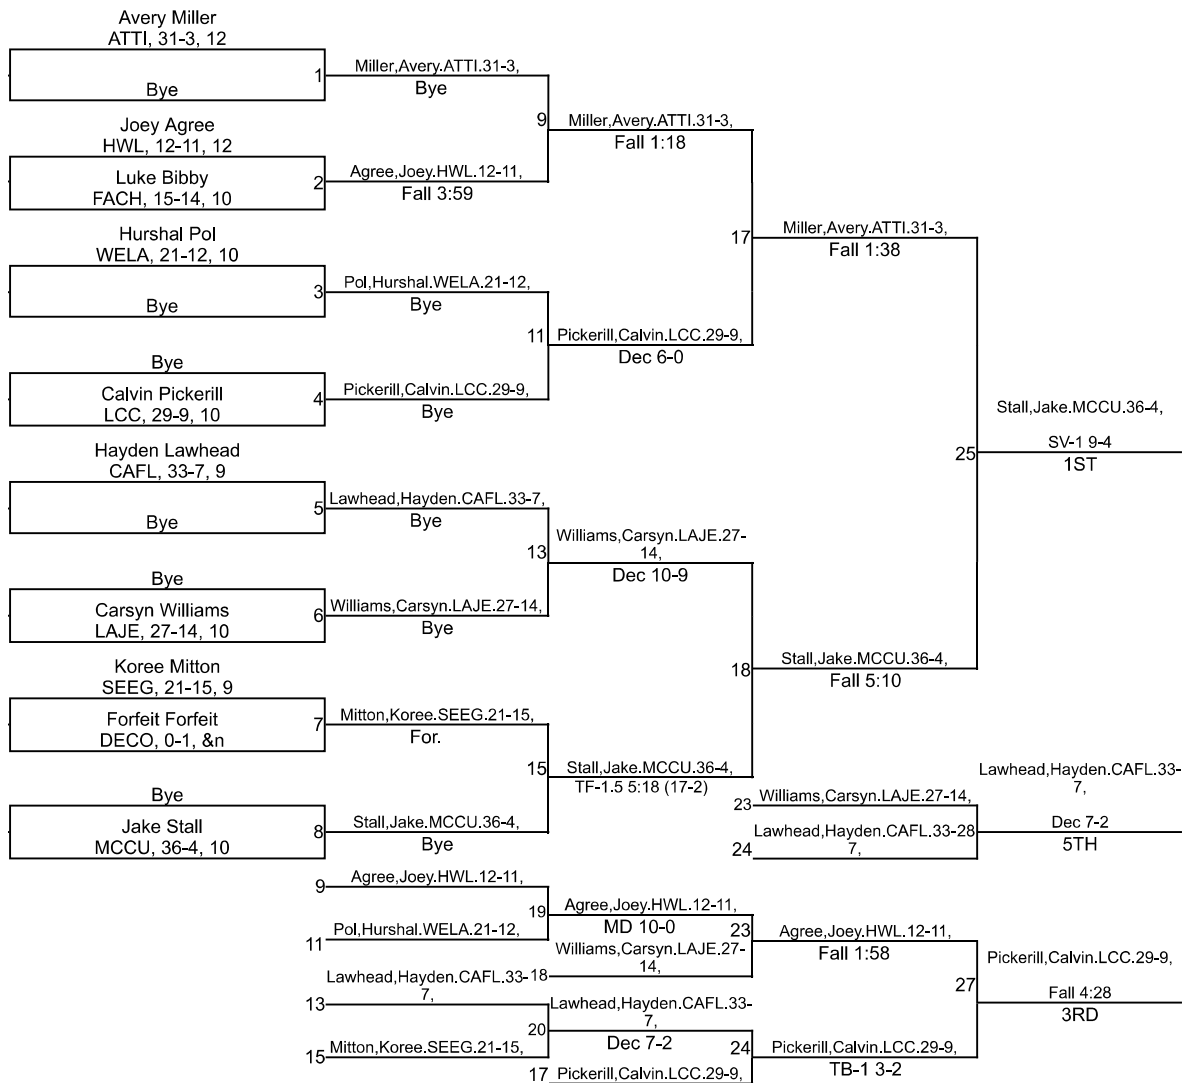 Avery Miller
ATTI, 31-3, 12
1
Bye
Miller,Avery.ATTI.31-3,
Bye
9
Joey Agree
HWL, 12-11, 12
Luke Bibby
FACH, 15-14, 10
2
Agree,Joey.HWL.12-11,
Fall 3:59
Miller,Avery.ATTI.31-3,
Fall 1:18
17
Hurshal Pol
WELA, 21-12, 10
3
Bye
Pol,Hurshal.WELA.21-12,
Bye
11
Bye
Calvin Pickerill
LCC, 29-9, 10
4
Pickerill,Calvin.LCC.29-9,
Bye
Pickerill,Calvin.LCC.29-9,
Dec 6-0
Miller,Avery.ATTI.31-3,
Fall 1:38
25
Stall,Jake.MCCU.36-4,
SV-1 9-4
1ST
Hayden Lawhead
CAFL, 33-7, 9
5
Bye
Lawhead,Hayden.CAFL.33-7,
Bye
13
Bye
Carsyn Williams
LAJE, 27-14, 10
6
Williams,Carsyn.LAJE.27-14,
Bye
Williams,Carsyn.LAJE.27-
14,
Dec 10-9
18
Stall,Jake.MCCU.36-4,
Fall 5:10
Koree Mitton
SEEG, 21-15, 9
Forfeit Forfeit
DECO, 0-1, &n
7
Mitton,Koree.SEEG.21-15,
For.
15
Stall,Jake.MCCU.36-4,
TF-1.5 5:18 (17-2)
Bye
Jake Stall
MCCU, 36-4, 10
8
Stall,Jake.MCCU.36-4,
Bye
23
Williams,Carsyn.LAJE.27-14,
24
Lawhead,Hayden.CAFL.33-
7,
28
Lawhead,Hayden.CAFL.33-
7,
Dec 7-2
5TH
9
Agree,Joey.HWL.12-11,
19
11
Pol,Hurshal.WELA.21-12,
Agree,Joey.HWL.12-11,
MD 10-0
23
18
Williams,Carsyn.LAJE.27-
14,
Agree,Joey.HWL.12-11,
Fall 1:58
27
Pickerill,Calvin.LCC.29-9,
Fall 4:28
3RD
13
Lawhead,Hayden.CAFL.33-
7,
20
15
Mitton,Koree.SEEG.21-15,
Lawhead,Hayden.CAFL.33-
7,
Dec 7-2
24
17
Pickerill,Calvin.LCC.29-9,
Pickerill,Calvin.LCC.29-9,
TB-1 3-2